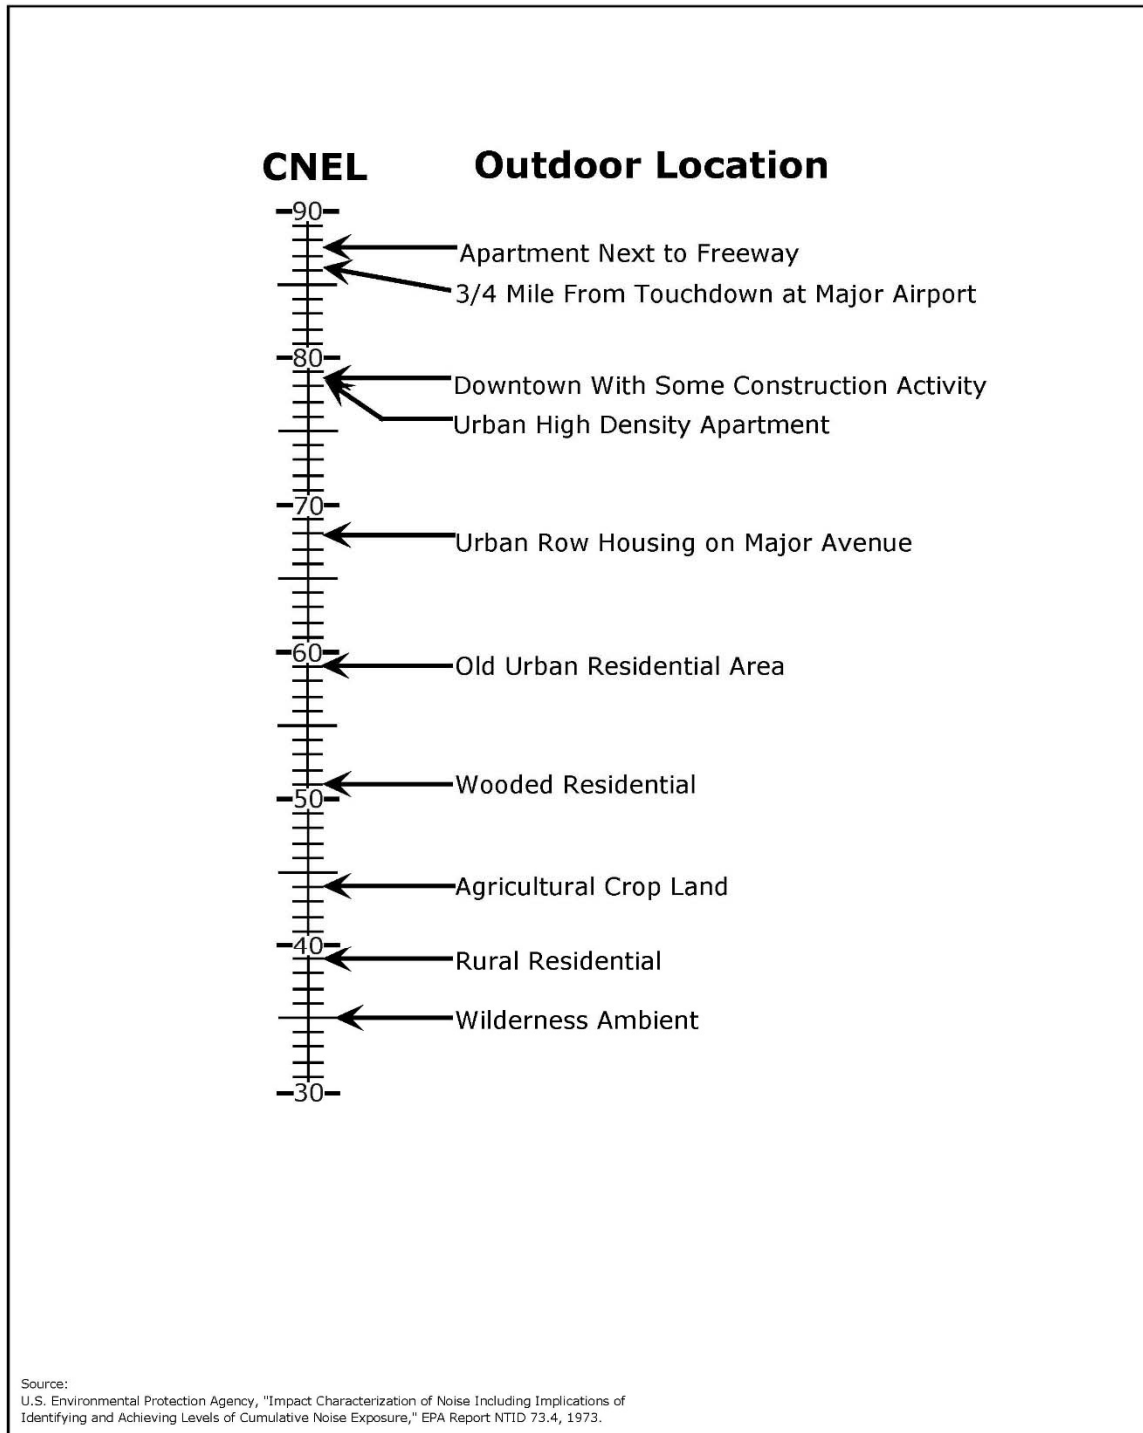 CNEL Outdoor Location
90
Apartment Next to Freeway
3/4 Mile From Touchdown at Major Airport
80
Downtown With Some Construction Activity
Urban High Density Apartment
70
Urban Row Housing on Major Avenue
60
Old Urban Residential Area
Wooded Residential
50
Agricultural Crop Land
40
Rural Residential
Wilderness Ambient
30
Source:
U.S. Environmental Protection Agency, "Impact Characterization of Noise Including Implications of
Identifying and Achieving Levels of Cumulative Noise Exposure," EPA Report NTID 73.4, 1973.